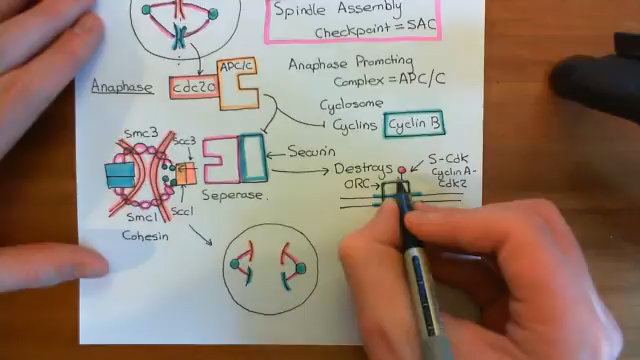 Spindle Assembly
Checkpoint = SAC
Anaphase
cdc20
APC/C
Anaphase Promoting
Complex = APC/C
Cyclosome
Cyclins
Cyclin B
Smc3
Scc3
Scc1
Smc1
Cohesin
Securin
Seperase.
Destroys
ORC
S-Cdk
Cyclin A-
Cdk2